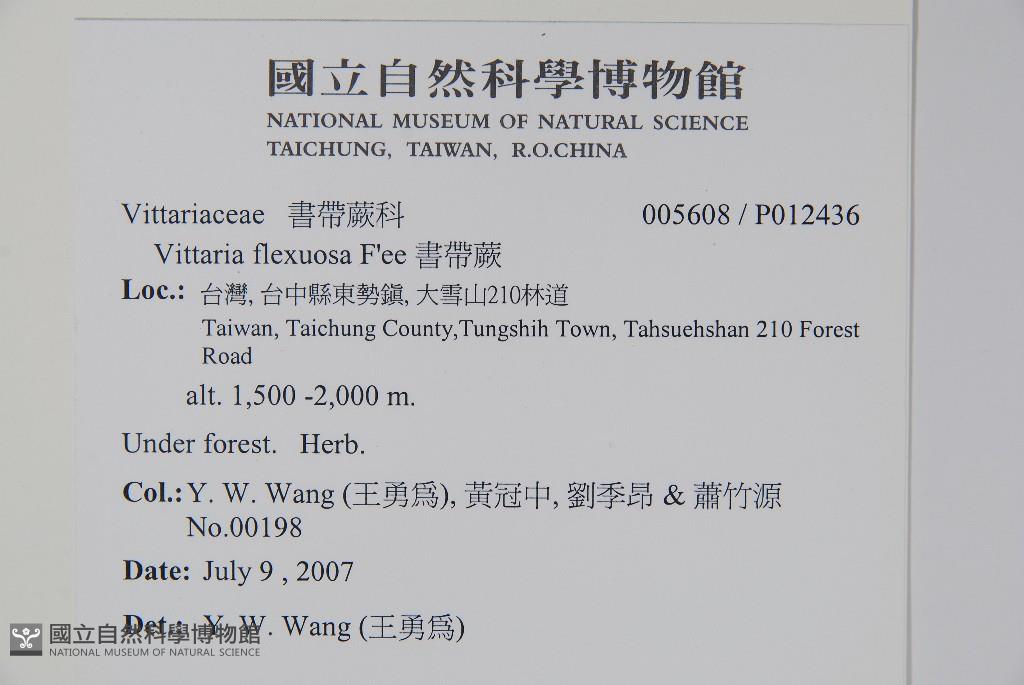 國立自然科學博物館
NATIONAL MUSEUM OF NATURAL SCIENCE
TAICHUNG, TAIWAN, R.O.CHINA
Vittariaceae 書帶蕨科 005608 / P012436
Vittaria flexuosa F'ee 書帶蕨
Loc.: 台灣, 台中縣東勢鎮, 大雪山210林道
Taiwan, Taichung County,Tungshih Town, Tahsuehshan 210 Forest
Road
alt. 1,500 -2,000 m.
Under forest. Herb.
Col.: Y. W. Wang (王勇爲), 黃冠中, 劉季昂 & 蕭竹源
No.00198
Date: July 9 , 2007
Det.: Y. W. Wang (王勇爲)
國立自然科學博物館
NATIONAL MUSEUM OF NATURAL SCIENCE